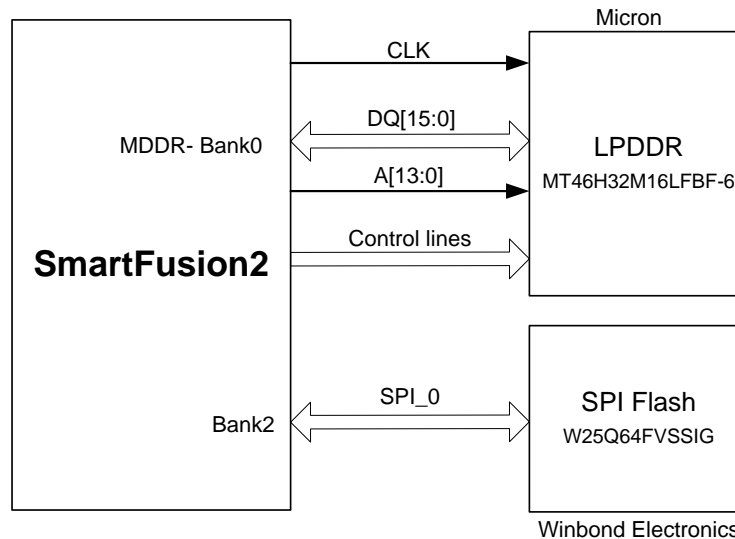 Micron
CLK
DQ[15:0]
MDDR- Bank0
LPDDR
A[13:0]
MT46H32M16LFBF-6
Control lines
SmartFusion2
SPI_0
SPI Flash
Bank2
W25Q64FVSSIG
Winbond Electronics